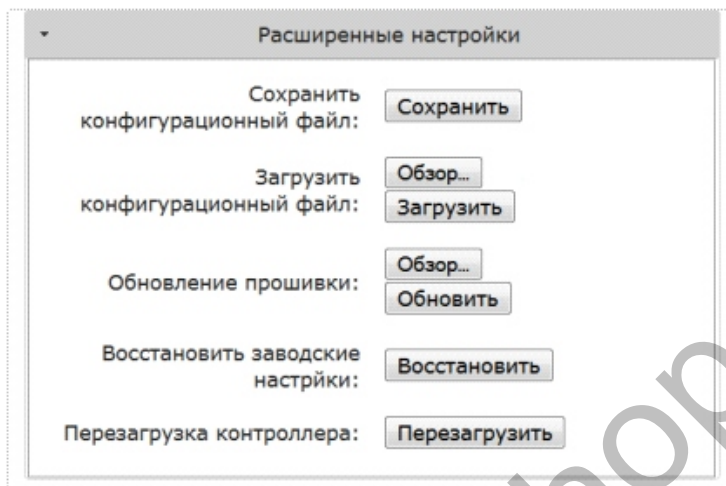 Расширенные настройки
Сохранить
конфигурационный файл:
Сохранить
Загрузить
конфигурационный файл:
Обзор...
Загрузить
Обновление прошивки:
Обзор...
Обновить
Восстановить заводские
настрйки:
Восстановить
Перезагрузка контроллера:
Перезагрузить
hop